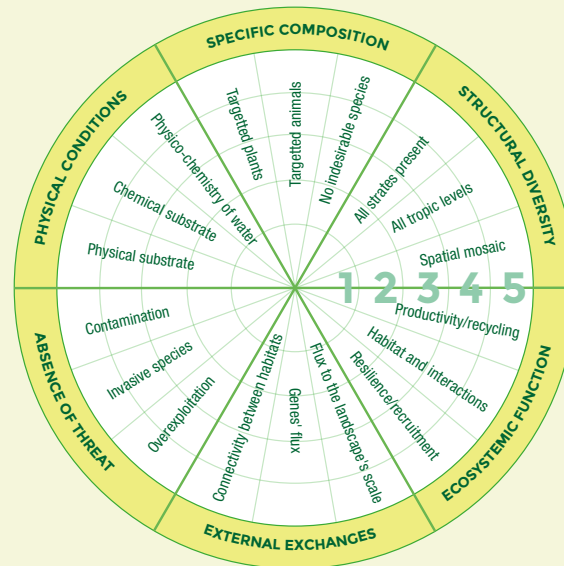 SPECIFIC COMPOSITION
Targetted plants
Targetted animals
No indesirable species
STRUCTURAL DIVERSITY
All strates present
All tropic levels
Spatial mosaic
1 2 3 4 5
ECOSYSTEMIC FUNCTION
Productivity/recycling
Habitat and interactions
Resilience/recruitment
EXTERNAL EXCHANGES
Flux to the landscape's scale
Genes' flux
Connectivity between habitats
ABSENCE OF THREAT
Overexploitation
Invasive species
Contamination
PHYSICAL CONDITIONS
Physical substrate
Chemical substrate
Physico-chemistry of water